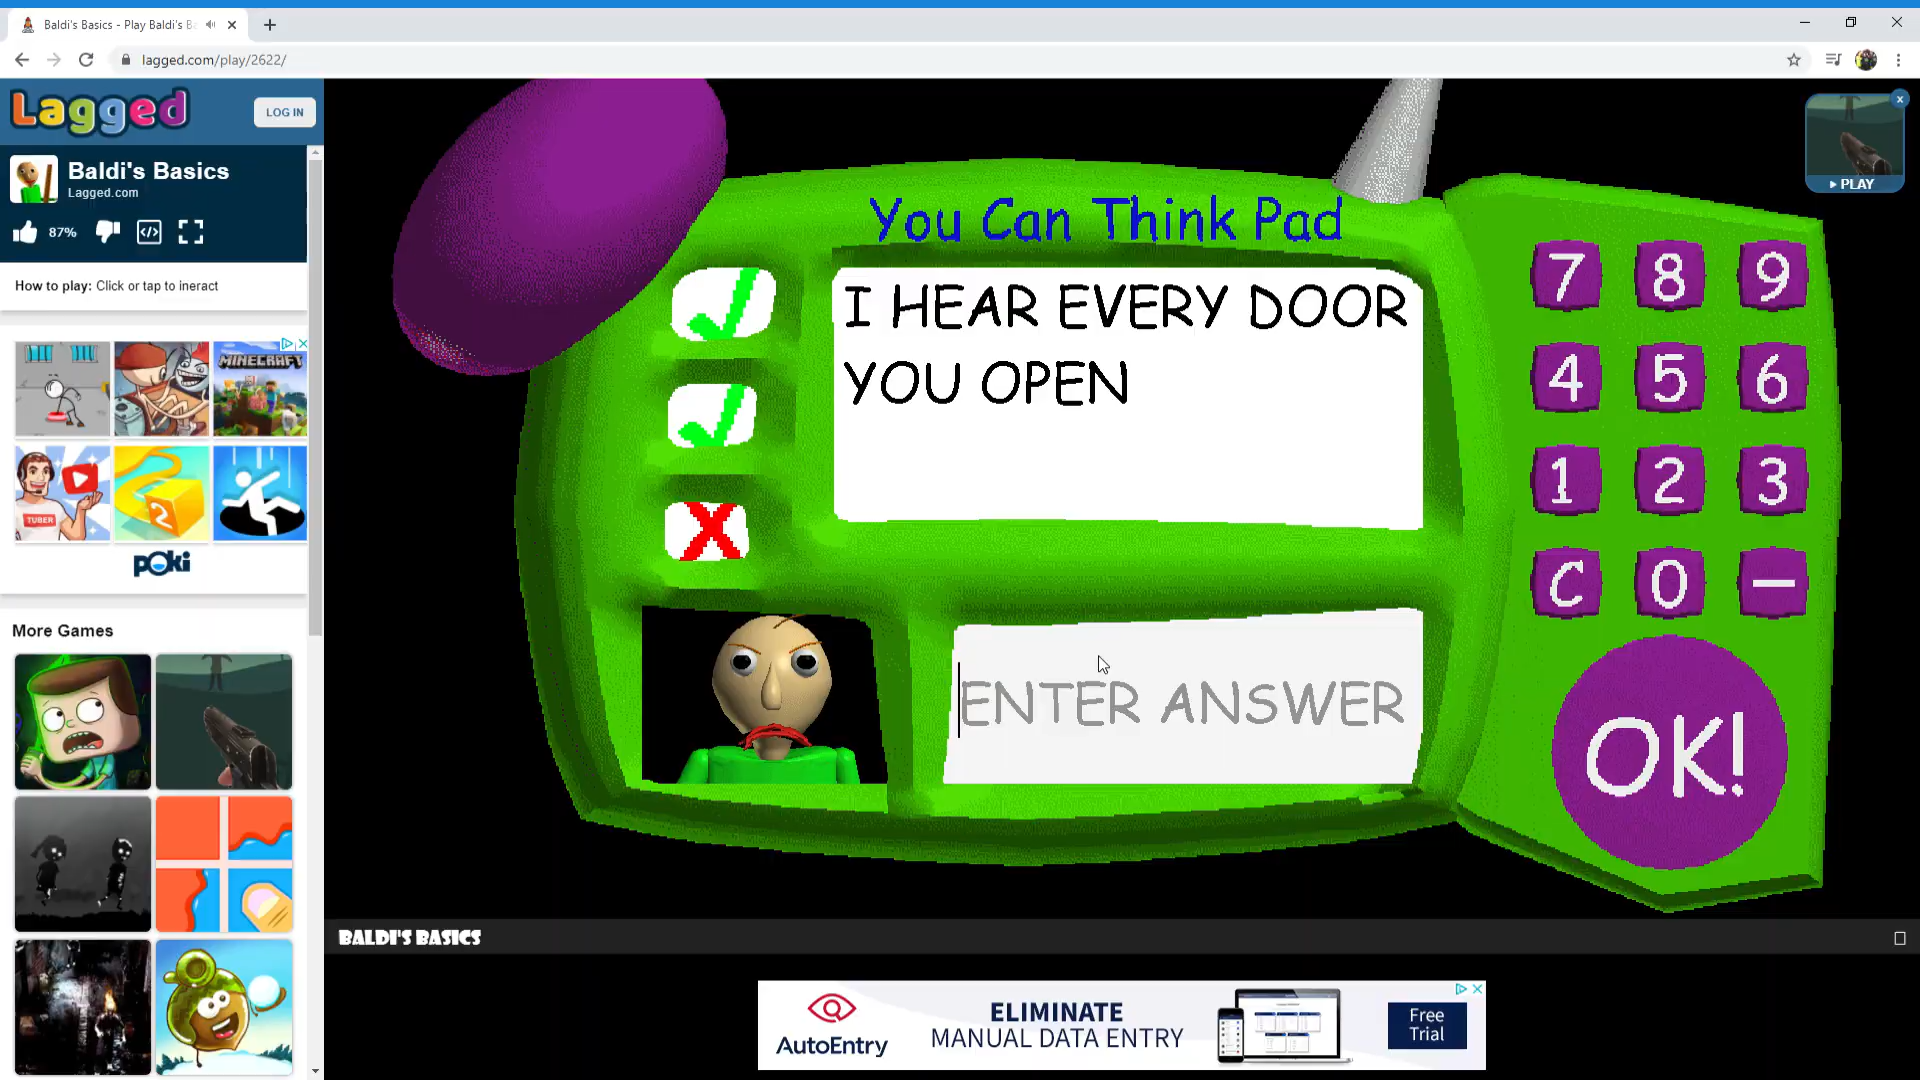 Baldi's Basics - Play Baldi's Ba
lagged.com/play/2622/
Lagged
LOG IN
Baldi's Basics
Lagged.com
87%
How to play: Click or tap to ineract
MINECRAFT
TUBER
2
poki
More Games
You Can Think Pad
I HEAR EVERY DOOR
YOU OPEN
ENTER ANSWER
7 8 9
4 5 6
1 2 3
C 0 —
OK!
PLAY
BALDI'S BASICS
AutoEntry
ELIMINATE
MANUAL DATA ENTRY
Free
Trial